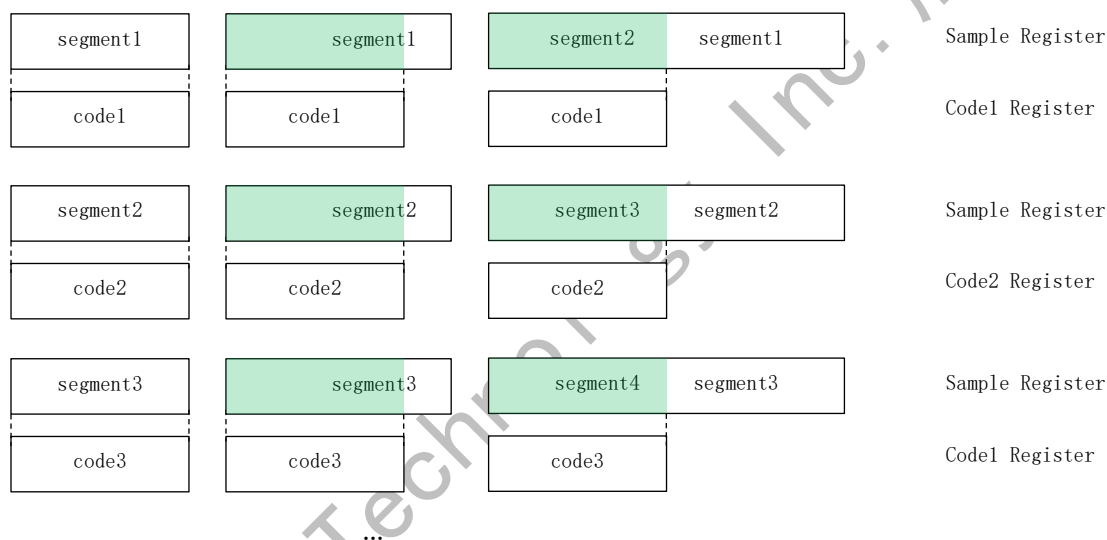 segment1 segment1 segment2 segment1 Sample Register
code1 code1 code1 Code1 Register
segment2 segment2 segment3 segment2 Sample Register
code2 code2 code2 Code2 Register
segment3 segment3 segment4 segment3 Sample Register
code3 code3 code3 Code1 Register
...
Inc.